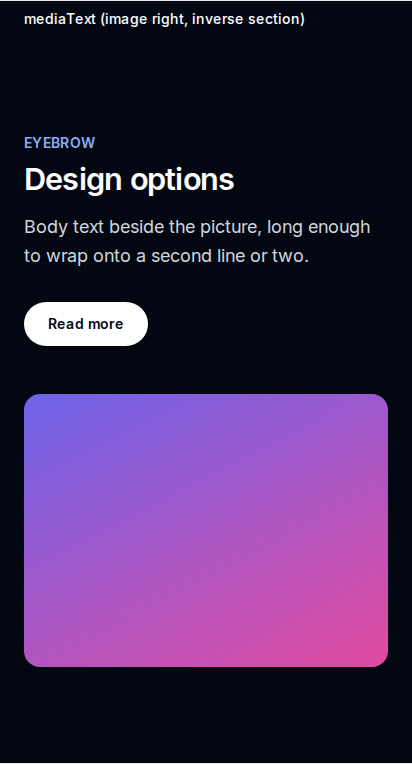 mediaText (image right, inverse section)
EYEBROW
Design options
Body text beside the picture, long enough
to wrap onto a second line or two.
Read more